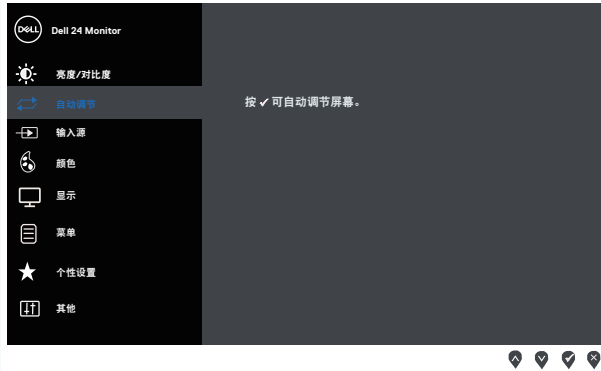 DELL
Dell 24 Monitor
亮度/对比度
自动调节
按 ✓ 可自动调节屏幕。
输入源
颜色
显示
菜单
个性设置
其他